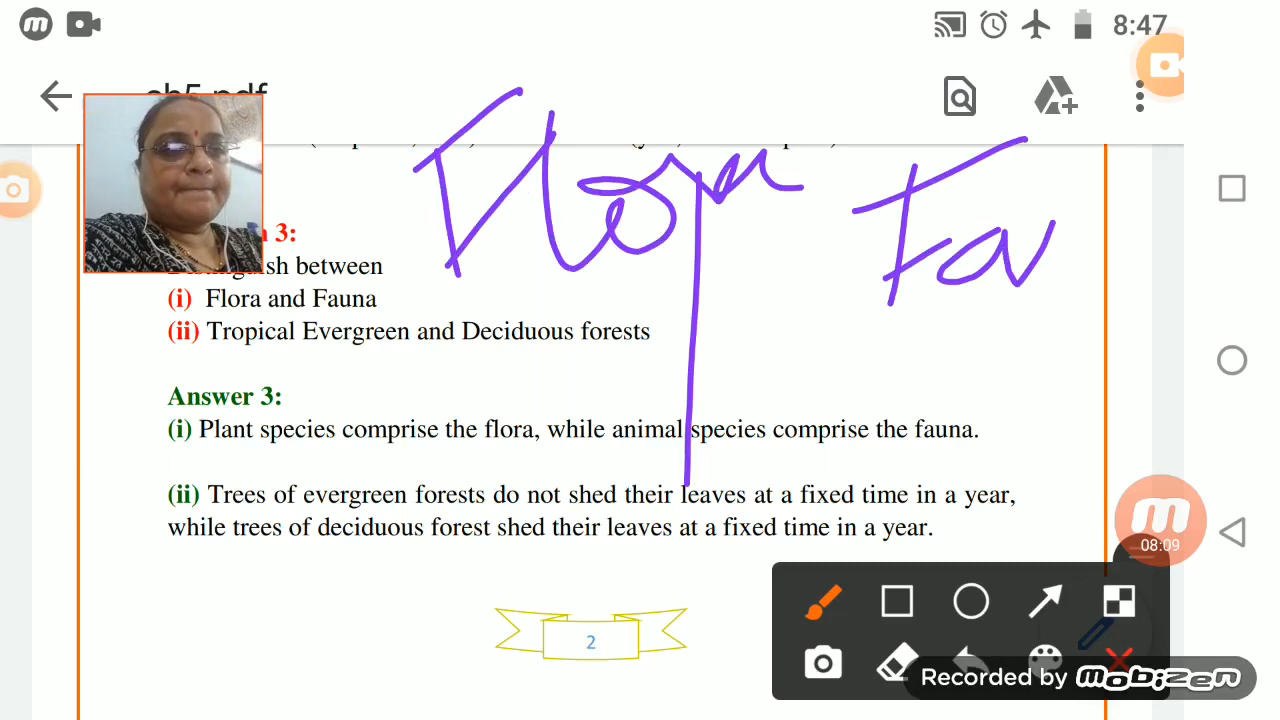 8:47
ch5.pdf
Flora Fau
3:
between
(i) Flora and Fauna
(ii) Tropical Evergreen and Deciduous forests
Answer 3:
(i) Plant species comprise the flora, while animal species comprise the fauna.
(ii) Trees of evergreen forests do not shed their leaves at a fixed time in a year,
while trees of deciduous forest shed their leaves at a fixed time in a year.
2
08:09
Recorded by mobizen